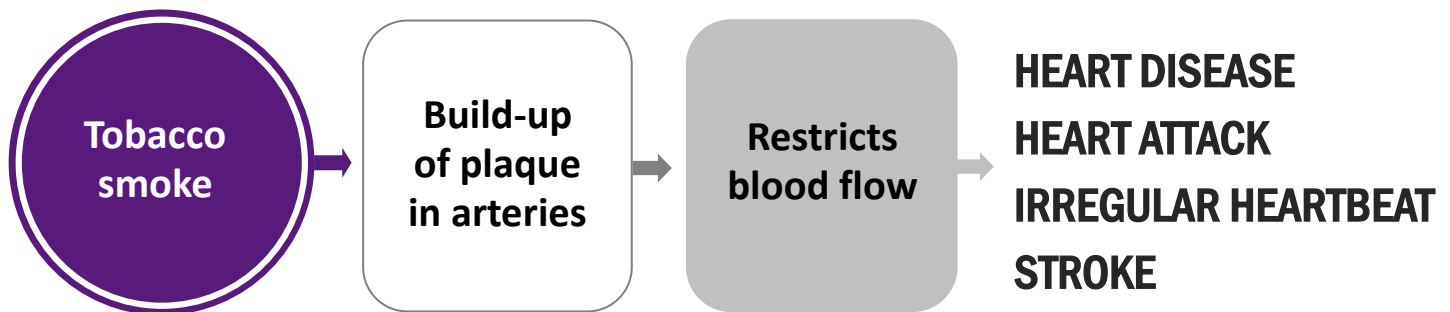 Tobacco
smoke
Build-up
of plaque
in arteries
Restricts
blood flow
HEART DISEASE
HEART ATTACK
IRREGULAR HEARTBEAT
STROKE